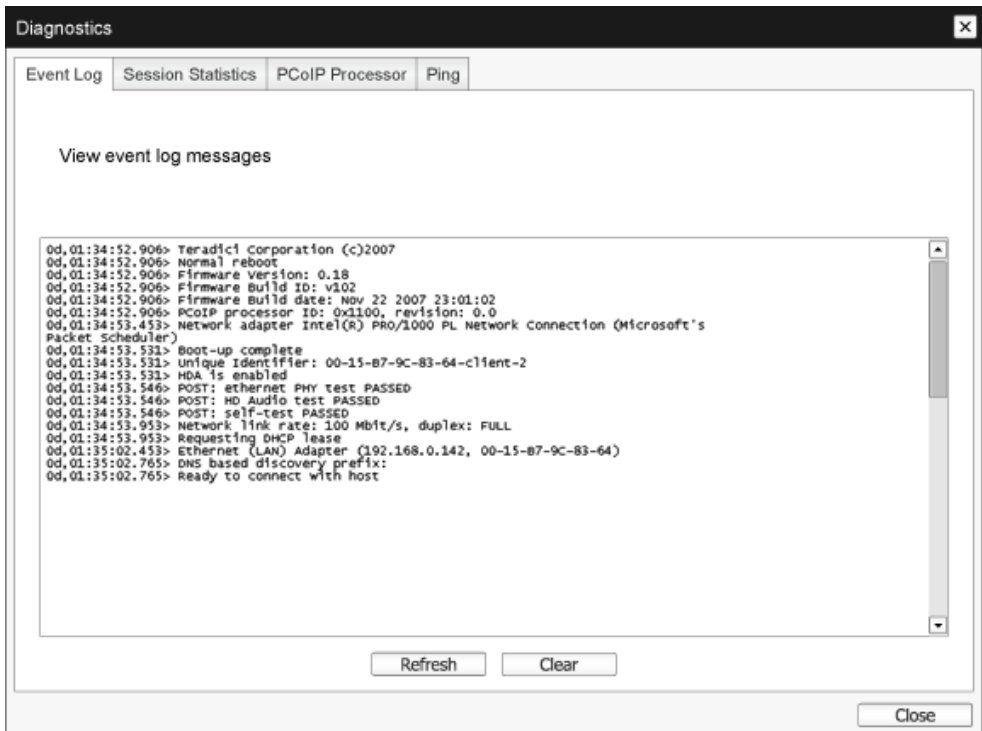 Diagnostics
Event Log Session Statistics PCoIP Processor Ping
View event log messages
0d,01:34:52.906> Teradici Corporation (c)2007
0d,01:34:52.906> Normal reboot
0d,01:34:52.906> Firmware Version: 0.18
0d,01:34:52.906> Firmware Build ID: v102
0d,01:34:52.906> Firmware Build date: Nov 22 2007 23:01:02
0d,01:34:52.906> PCoIP processor ID: 0x1100, revision: 0.0
0d,01:34:53.453> Network adapter Intel(R) PRO/1000 PL Network Connection (Microsoft's
Packet Scheduler)
0d,01:34:53.531> Boot-up complete
0d,01:34:53.531> Unique Identifier: 00-15-B7-9C-83-64-client-2
0d,01:34:53.531> HDA is enabled
0d,01:34:53.546> POST: ethernet PHY test PASSED
0d,01:34:53.546> POST: HD Audio test PASSED
0d,01:34:53.546> POST: self-test PASSED
0d,01:34:53.953> Network link rate: 100 Mbit/s, duplex: FULL
0d,01:34:53.953> Requesting DHCP lease
0d,01:35:02.453> Ethernet (LAN) Adapter (192.168.0.142, 00-15-B7-9C-83-64)
0d,01:35:02.765> DNS based discovery prefix:
0d,01:35:02.765> Ready to connect with host
Refresh Clear
Close